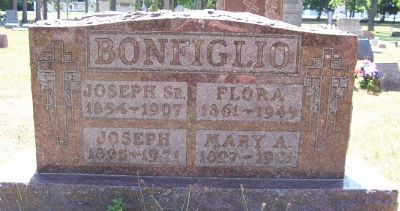 BONFIGLIO
JOSEPH SR. FLORA
1854-1907 1861-1949
JOSEPH MARY A.